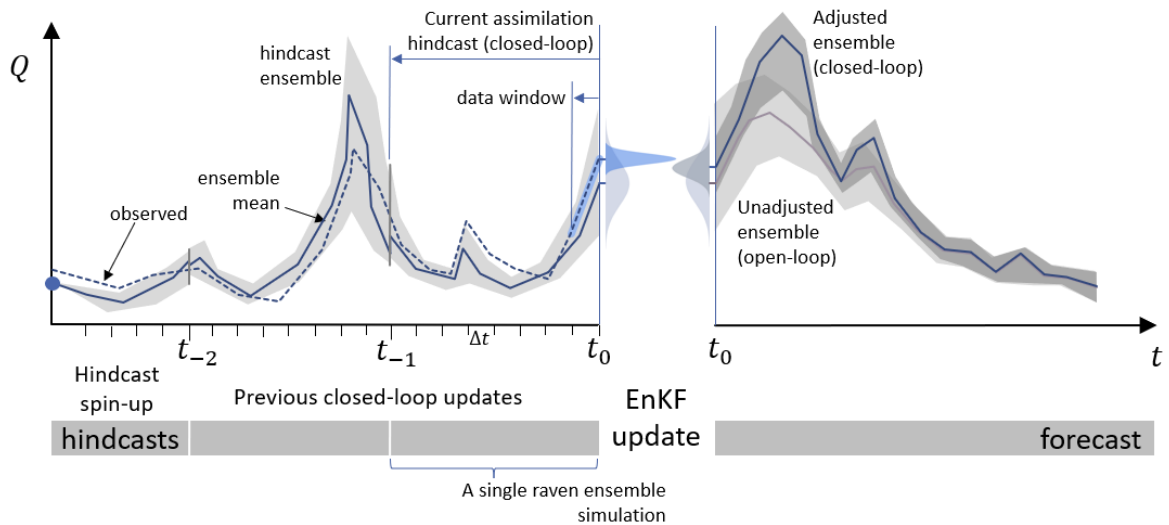 Q
hindcast
ensemble
Current assimilation
hindcast (closed-loop)
data window
ensemble
mean
observed
Adjusted
ensemble
(closed-loop)
Unadjusted
ensemble
(open-loop)
t₋₂
t₋₁
Δt
t₀
t₀
t
Hindcast
spin-up
Previous closed-loop updates
EnKF
update
hindcasts
forecast
A single raven ensemble
simulation